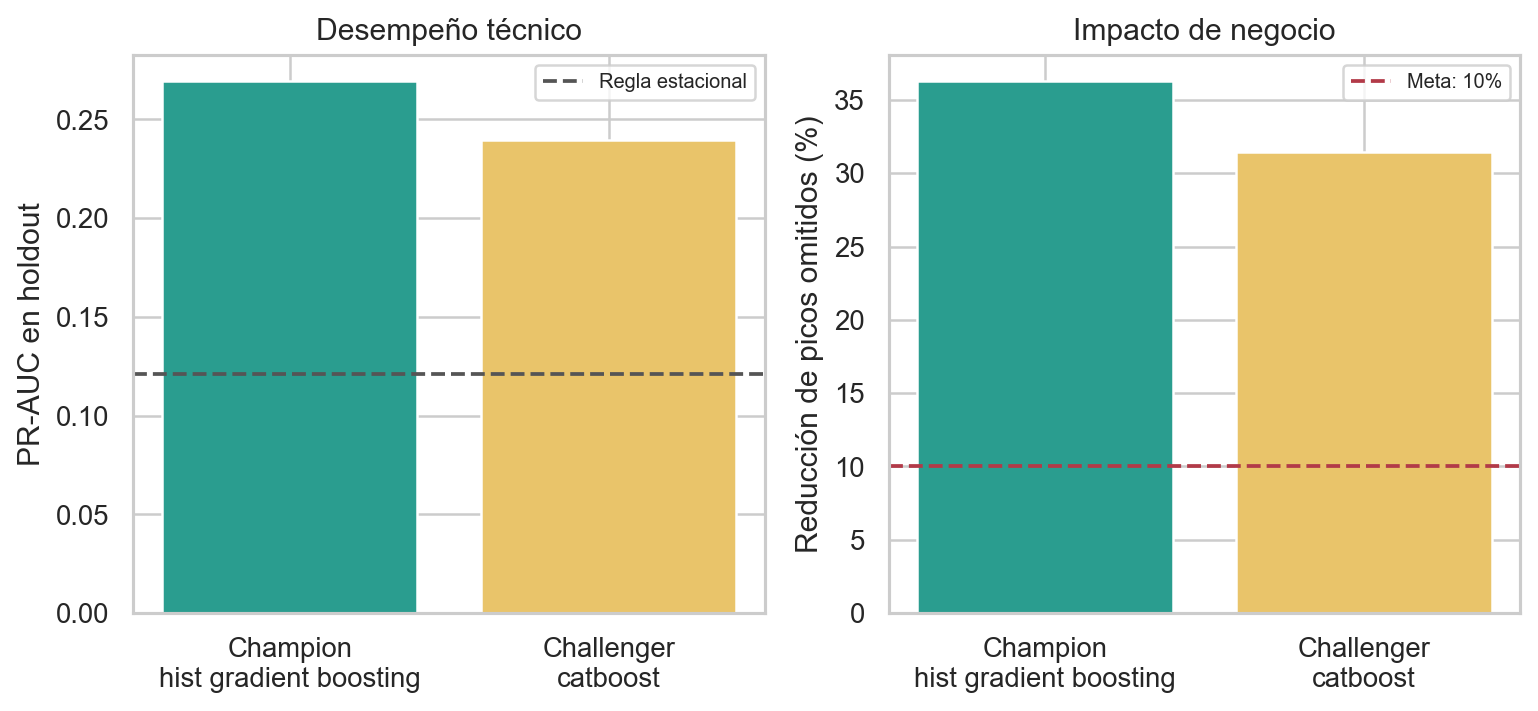 Desempeño técnico
Regla estacional
PR-AUC en holdout
0.25
0.20
0.15
0.10
0.05
0.00
Champion
hist gradient boosting
Challenger
catboost
Impacto de negocio
Meta: 10%
Reducción de picos omitidos (%)
35
30
25
20
15
10
5
0
Champion
hist gradient boosting
Challenger
catboost